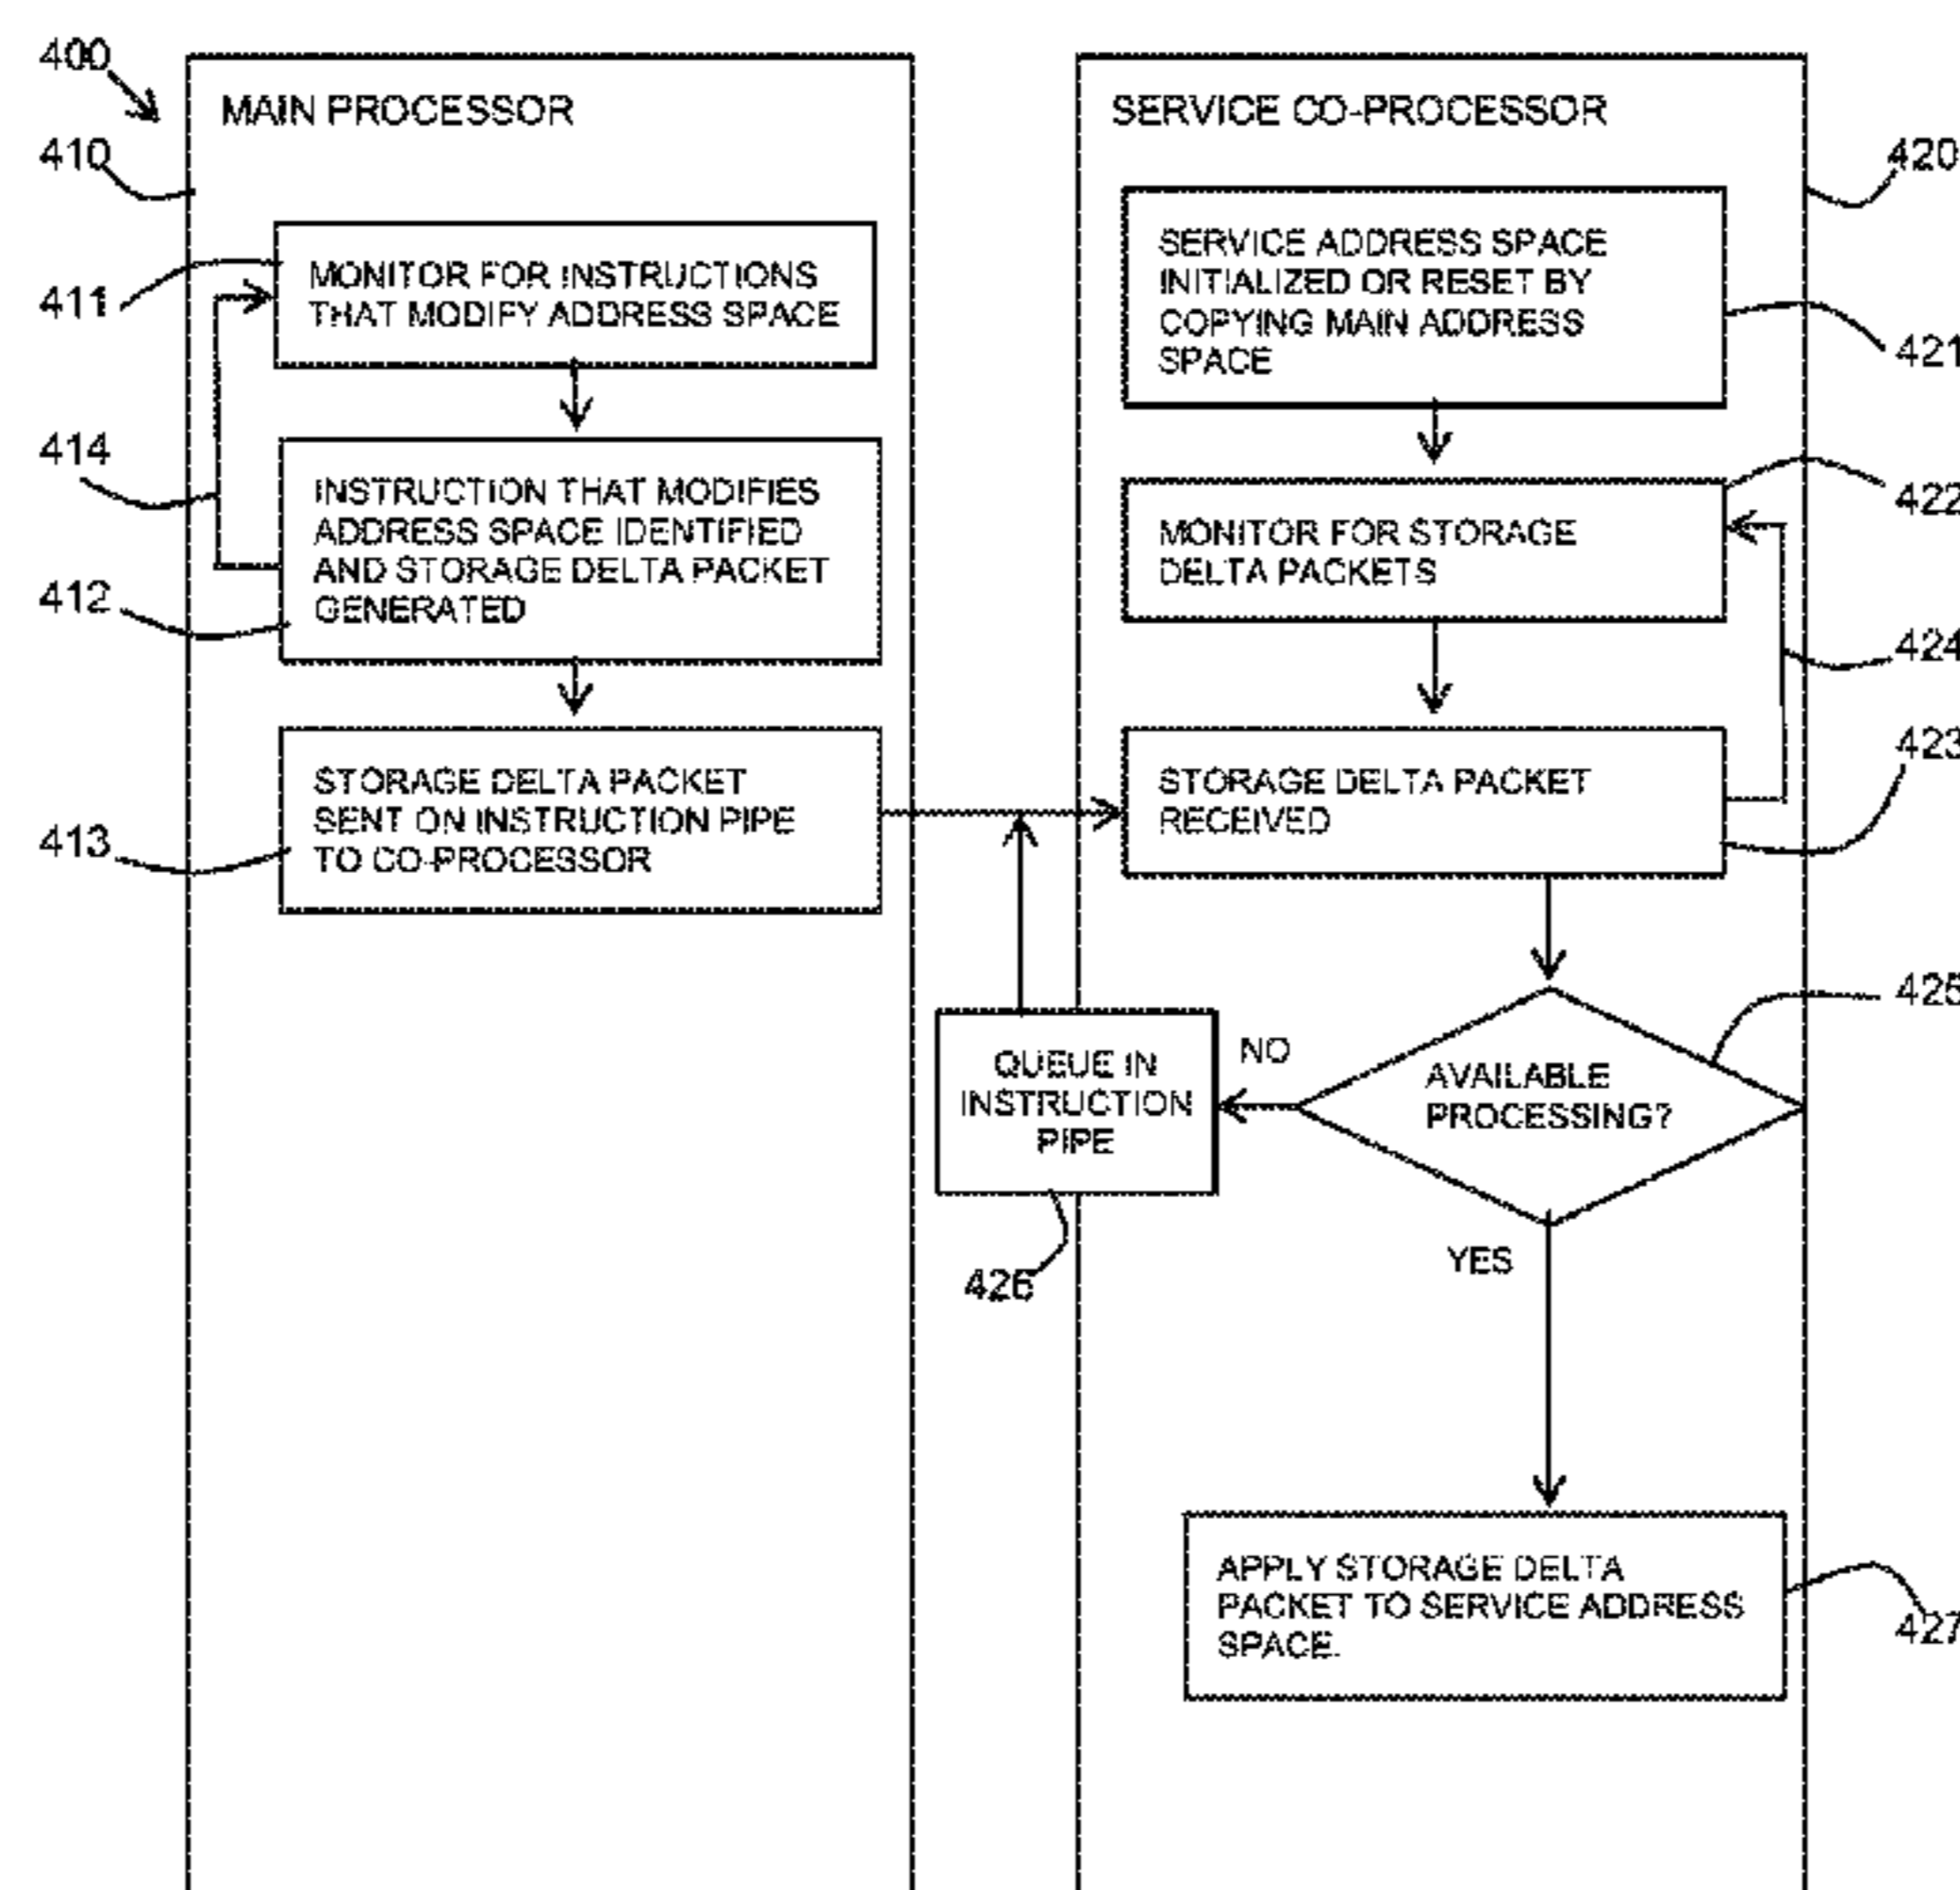 400
410
MAIN PROCESSOR
411
MONITOR FOR INSTRUCTIONS
THAT MODIFY ADDRESS SPACE
414
412
INSTRUCTION THAT MODIFIES
ADDRESS SPACE IDENTIFIED
AND STORAGE DELTA PACKET
GENERATED
413
STORAGE DELTA PACKET
SENT ON INSTRUCTION PIPE
TO CO-PROCESSOR
SERVICE CO-PROCESSOR
420
SERVICE ADDRESS SPACE
INITIALIZED OR RESET BY
COPYING MAIN ADDRESS
SPACE
421
MONITOR FOR STORAGE
DELTA PACKETS
422
424
STORAGE DELTA PACKET
RECEIVED
423
AVAILABLE
PROCESSING?
425
NO
QUEUE IN
INSTRUCTION
PIPE
426
YES
APPLY STORAGE DELTA
PACKET TO SERVICE ADDRESS
SPACE.
427